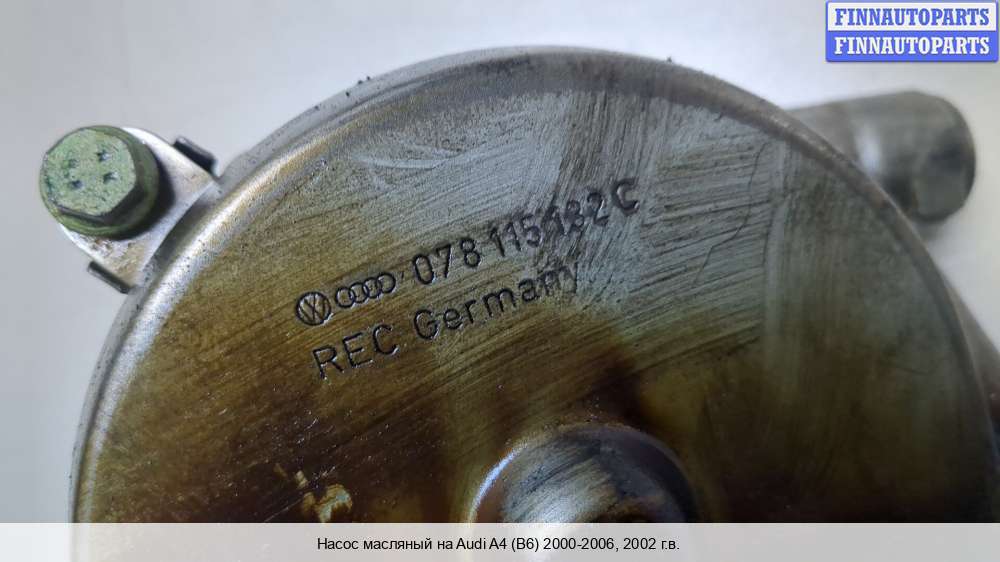 FINNAUTOPARTS
FINNAUTOPARTS
078 115 182 C
REC Germany
Насос масляный на Audi A4 (B6) 2000-2006, 2002 г.в.